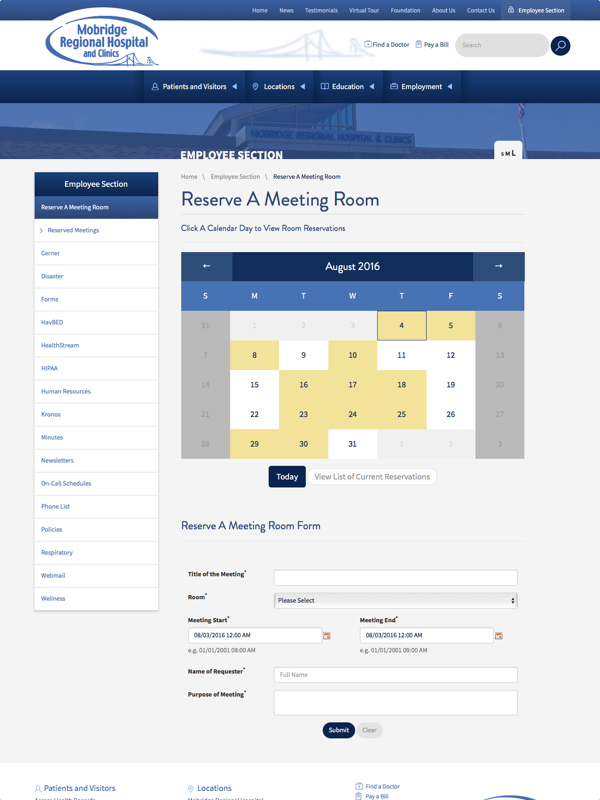 Home News Testimonials Virtual Tour Foundation About Us Contact Us Employee Section
Mobridge
Regional Hospital
and Clinics
Find a Doctor Pay a Bill Search
Patients and Visitors Locations Education Employment
MOBRIDGE REGIONAL HOSPITAL & CLINICS
EMPLOYEE SECTION
S M L
Employee Section
Reserve A Meeting Room
Reserved Meetings
Cerner
Disaster
Forms
HavBED
HealthStream
HIPAA
Human Resources
Kronos
Minutes
Newsletters
On-Call Schedules
Phone List
Policies
Respiratory
Webmail
Wellness
Home \ Employee Section \ Reserve A Meeting Room
Reserve A Meeting Room
Click A Calendar Day to View Room Reservations
← August 2016 →
S M T W T F S
31 1 2 3 4 5 6
7 8 9 10 11 12 13
14 15 16 17 18 19 20
21 22 23 24 25 26 27
28 29 30 31 1 2 3
Today View List of Current Reservations
Reserve A Meeting Room Form
Title of the Meeting*
Room* Please Select
Meeting Start* Meeting End*
08/03/2016 12:00 AM 08/03/2016 12:00 AM
e.g. 01/01/2001 08:00 AM e.g. 01/01/2001 09:00 AM
Name of Requester* Full Name
Purpose of Meeting*
Submit Clear
Patients and Visitors Locations Find a Doctor
Pay a Bill